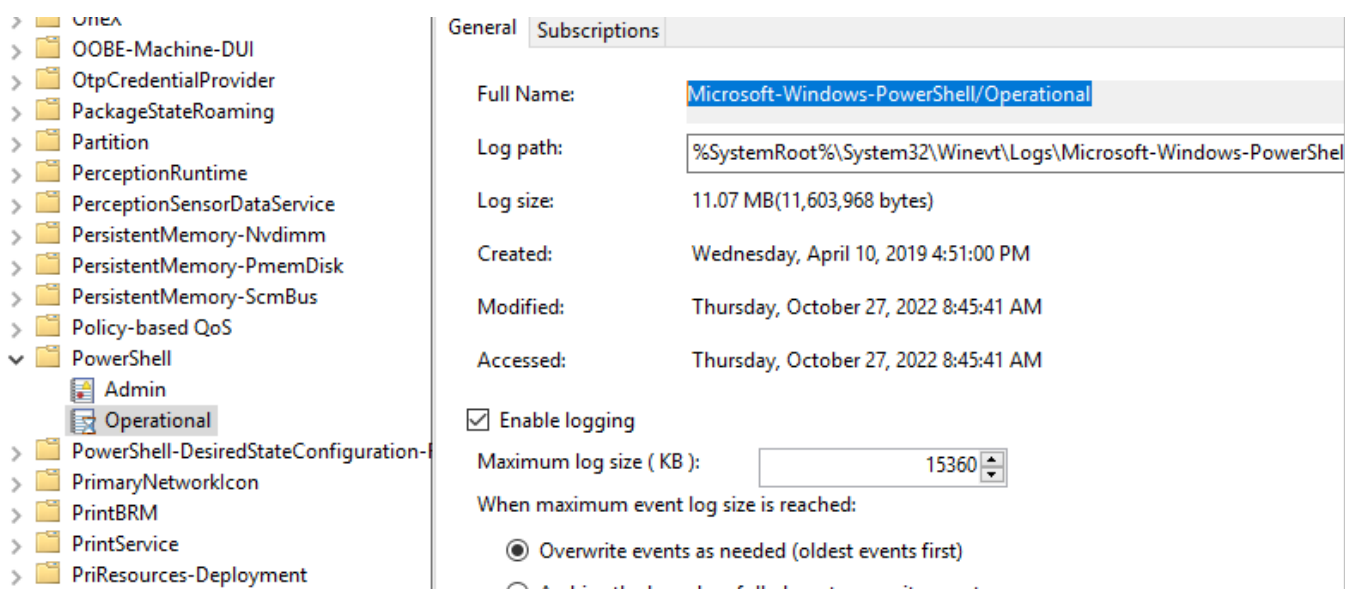 OneX
OOBE-Machine-DUI
OtpCredentialProvider
PackageStateRoaming
Partition
PerceptionRuntime
PerceptionSensorDataService
PersistentMemory-Nvdimm
PersistentMemory-PmemDisk
PersistentMemory-ScmBus
Policy-based QoS
PowerShell
Admin
Operational
PowerShell-DesiredStateConfiguration-F
PrimaryNetworkIcon
PrintBRM
PrintService
PriResources-Deployment
General Subscriptions
Full Name: Microsoft-Windows-PowerShell/Operational
Log path: %SystemRoot%\System32\Winevt\Logs\Microsoft-Windows-PowerShel
Log size: 11.07 MB(11,603,968 bytes)
Created: Wednesday, April 10, 2019 4:51:00 PM
Modified: Thursday, October 27, 2022 8:45:41 AM
Accessed: Thursday, October 27, 2022 8:45:41 AM
Enable logging
Maximum log size ( KB ): 15360
When maximum event log size is reached:
Overwrite events as needed (oldest events first)